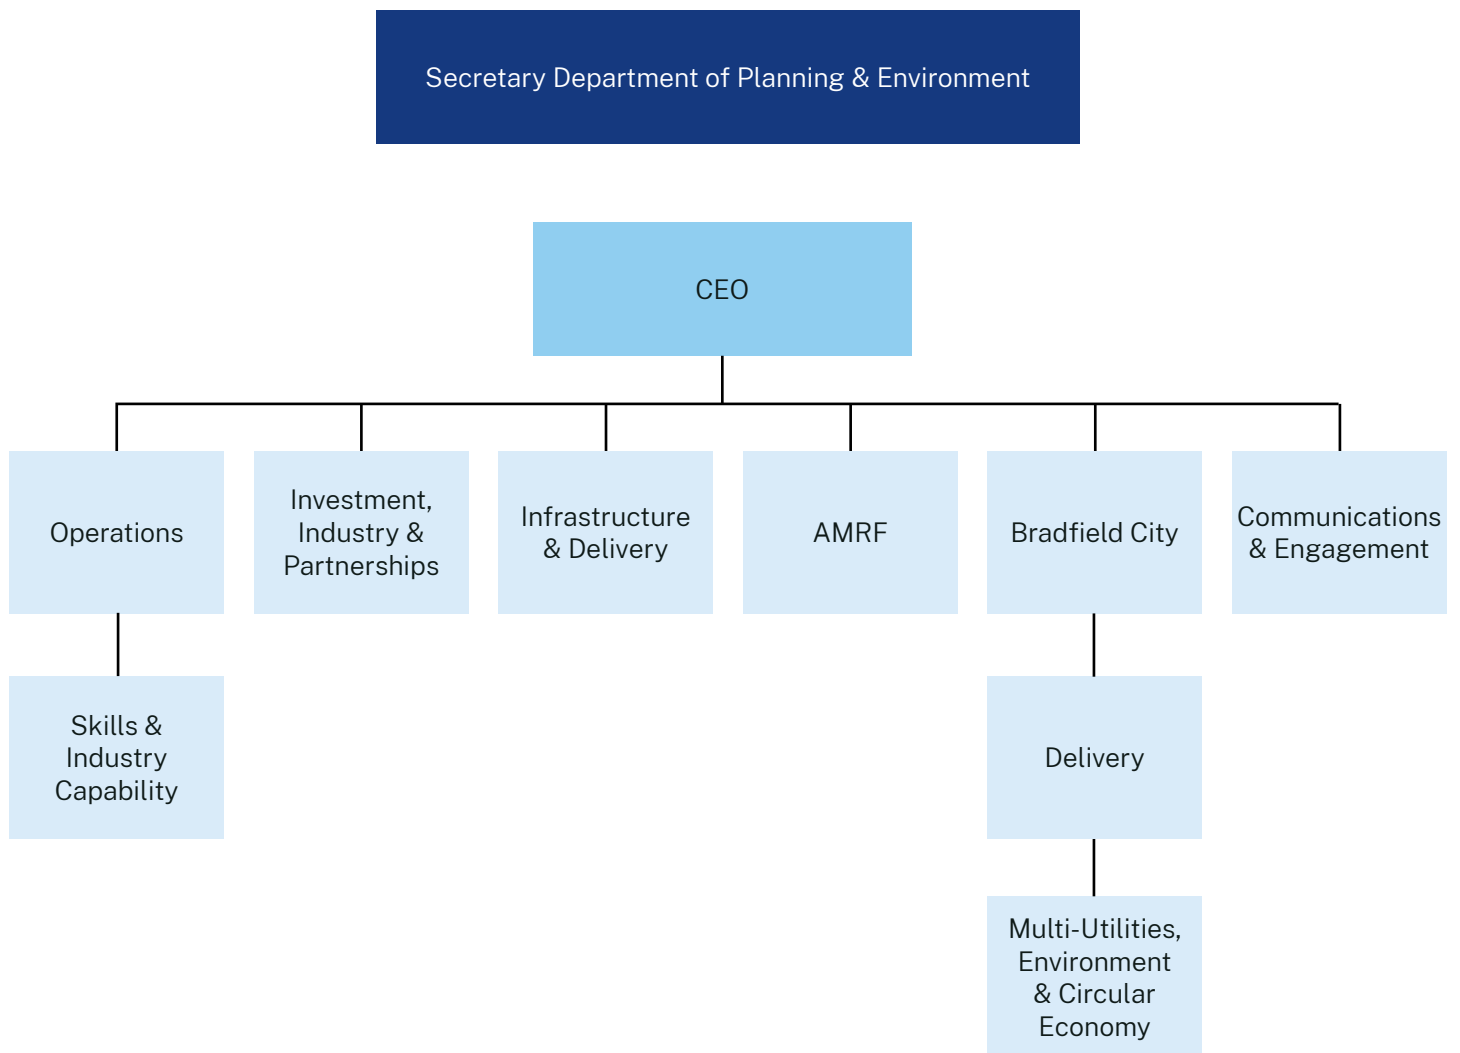 Secretary Department of Planning & Environment
CEO
Operations
Investment,
Industry &
Partnerships
Infrastructure
& Delivery
AMRF
Bradfield City
Communications
& Engagement
Skills &
Industry
Capability
Delivery
Multi-Utilities,
Environment
& Circular
Economy